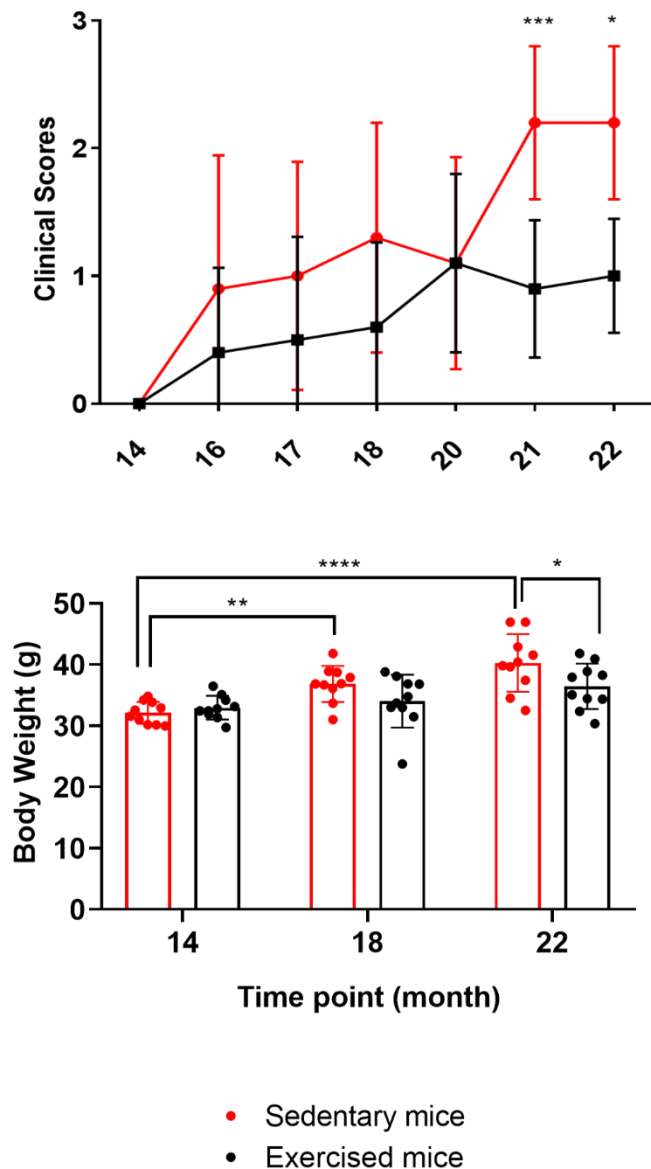 Clinical Scores
3
2
1
0
*** *
14 16 17 18 20 21 22
Body Weight (g)
50
40
30
20
10
0
****
** *
14 18 22
Time point (month)
Sedentary mice
Exercised mice